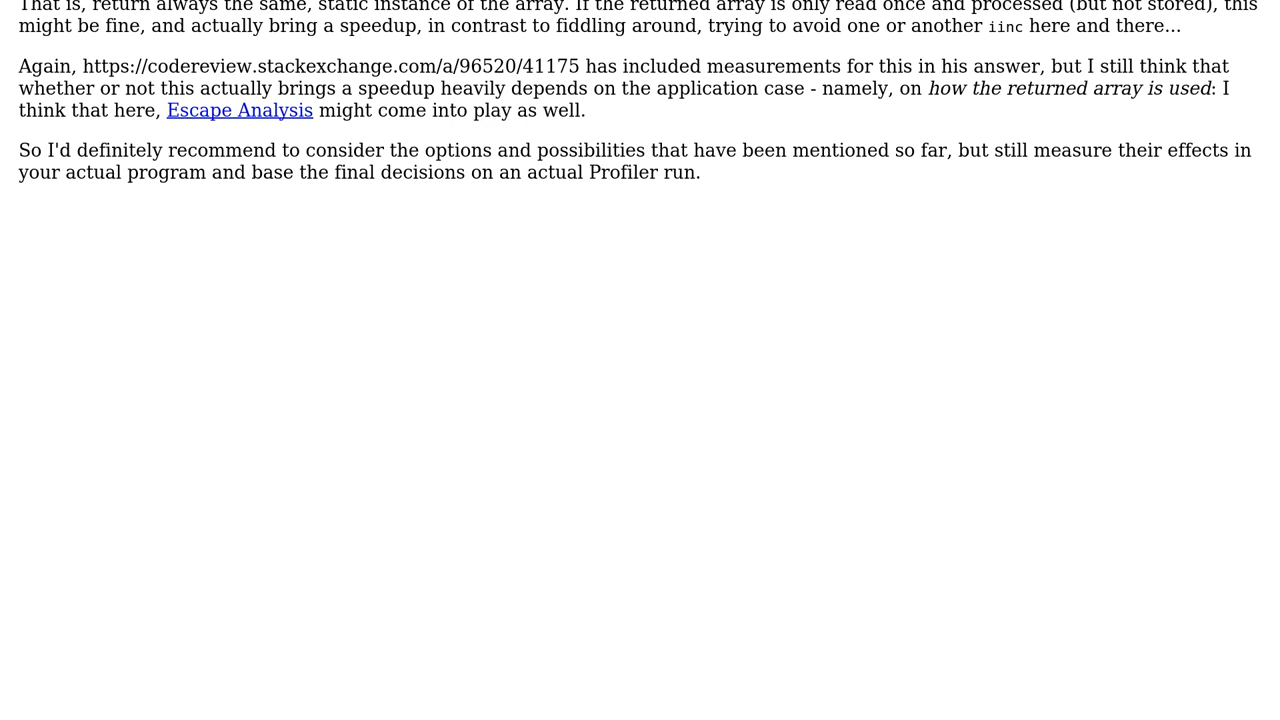 That is, return always the same, static instance of the array. If the returned array is only read once and processed (but not stored), this
might be fine, and actually bring a speedup, in contrast to fiddling around, trying to avoid one or another iinc here and there...
Again, https://codereview.stackexchange.com/a/96520/41175 has included measurements for this in his answer, but I still think that
whether or not this actually brings a speedup heavily depends on the application case - namely, on how the returned array is used: I
think that here, Escape Analysis might come into play as well.
So I'd definitely recommend to consider the options and possibilities that have been mentioned so far, but still measure their effects in
your actual program and base the final decisions on an actual Profiler run.